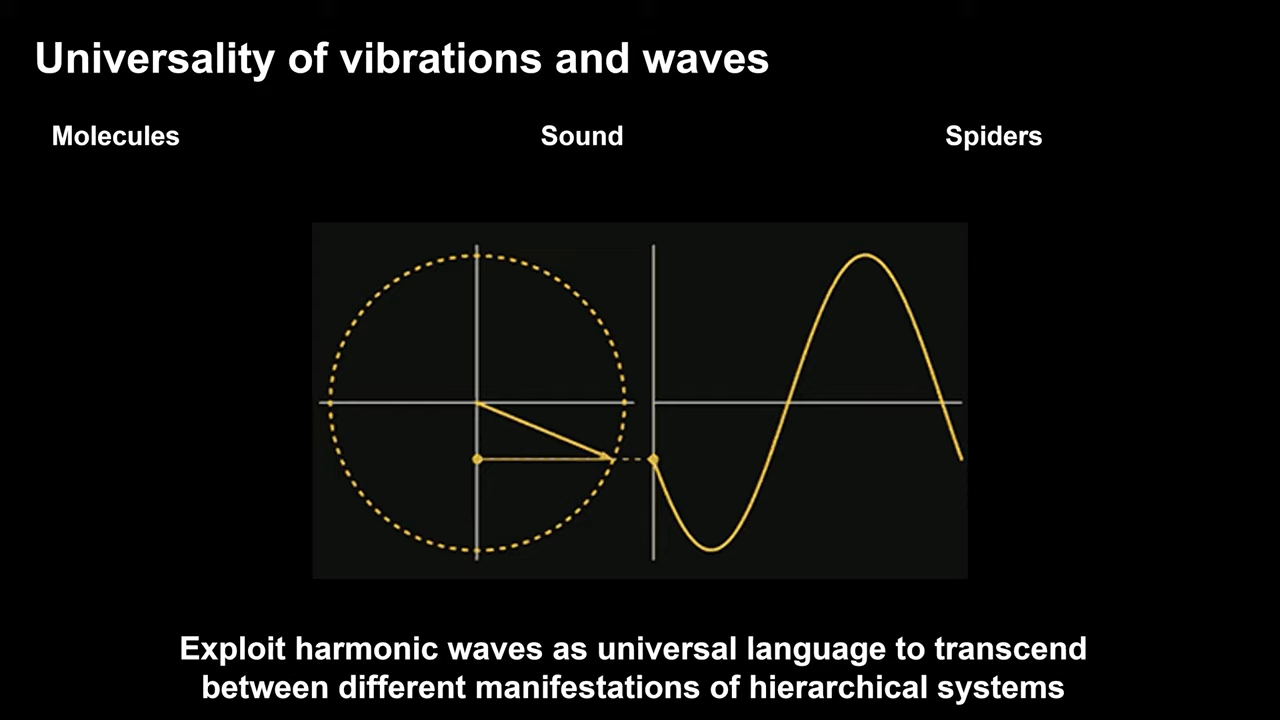 Universality of vibrations and waves
Molecules
Sound
Spiders
Exploit harmonic waves as universal language to transcend
between different manifestations of hierarchical systems